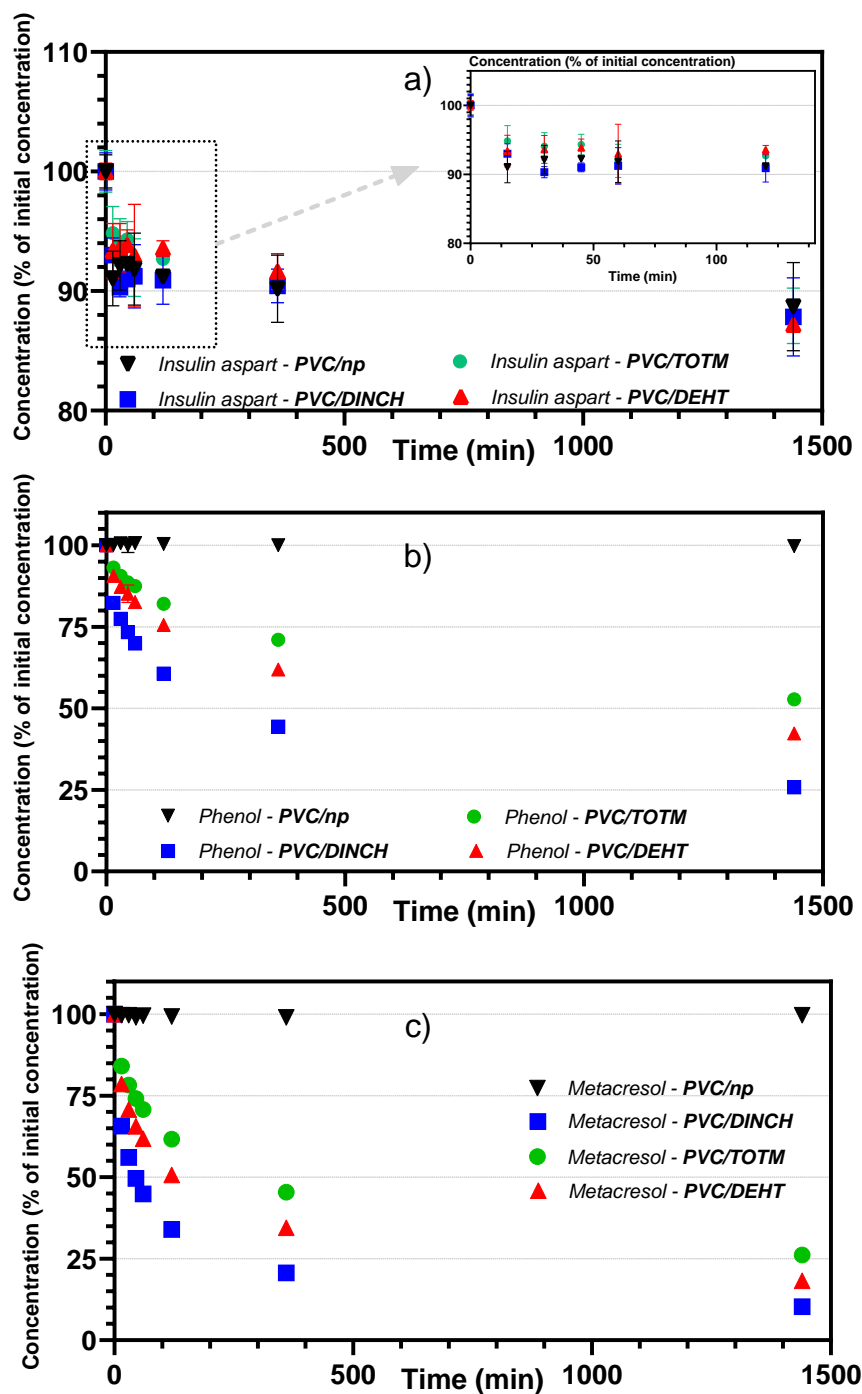 a)
Concentration (% of initial concentration)
110
100
90
80
Concentration (% of initial concentration)
100
90
80
0
50
100
Time (min)
Insulin aspart - PVC/np
Insulin aspart - PVC/TOTM
Insulin aspart - PVC/DINCH
Insulin aspart - PVC/DEHT
0
500
1000
1500
Time (min)
b)
Concentration (% of initial concentration)
100
75
50
25
0
Phenol - PVC/np
Phenol - PVC/TOTM
Phenol - PVC/DINCH
Phenol - PVC/DEHT
0
500
1000
1500
Time (min)
c)
Concentration (% of initial concentration)
100
75
50
25
0
Metacresol - PVC/np
Metacresol - PVC/DINCH
Metacresol - PVC/TOTM
Metacresol - PVC/DEHT
0
500
1000
1500
Time (min)